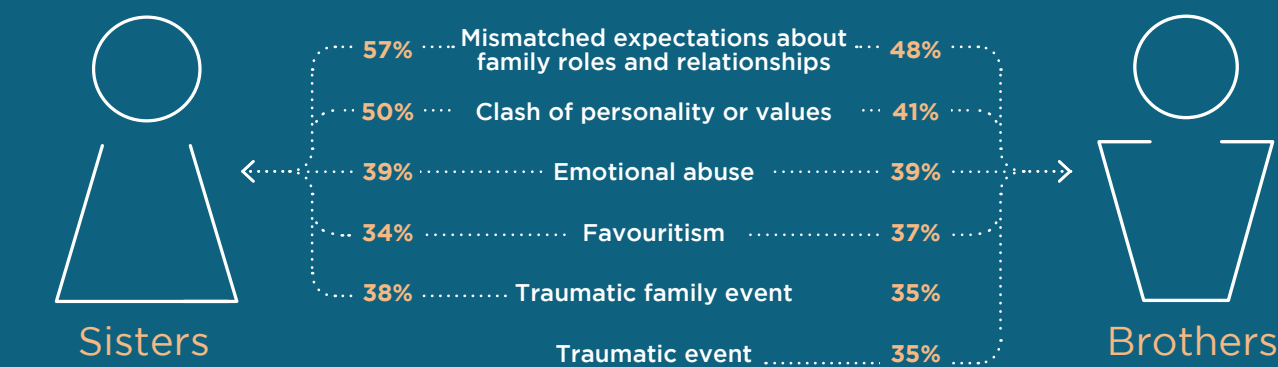 57% Mismatched expectations about 48%
family roles and relationships
50% Clash of personality or values 41%
39% Emotional abuse 39%
34% Favouritism 37%
38% Traumatic family event 35%
Traumatic event 35%
Sisters Brothers